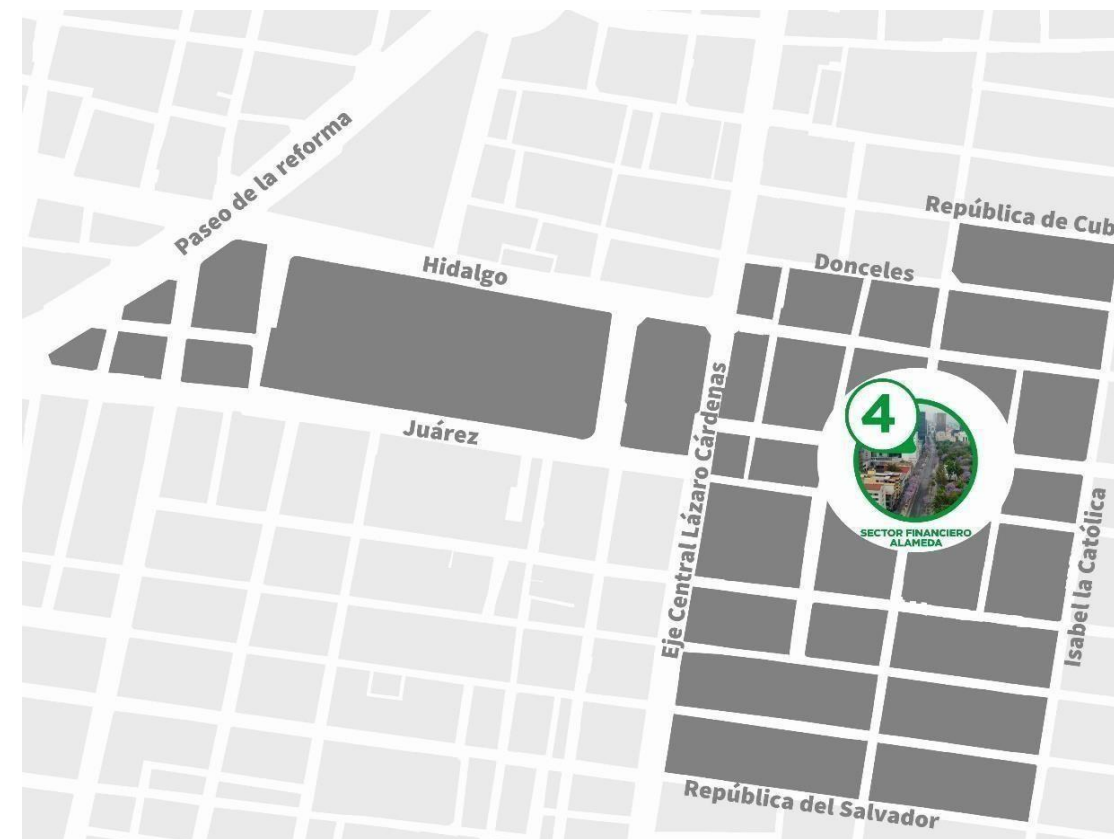 Paseo de la reforma
República de Cub
Hidalgo
Donceles
Juárez
Eje Central Lázaro Cárdenas
4
SECTOR FINANCIERO
ALAMEDA
Isabel la Católica
República del Salvador